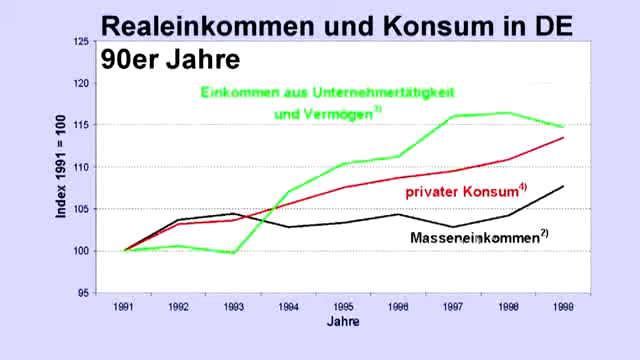 Realeinkommen und Konsum in DE
90er Jahre
125
120
115
110
105
100
95
Index 1991 = 100
Einkommen aus Unternehmertätigkeit
und Vermögen1)
privater Konsum4)
Masseneinkommen2)
1991 1992 1993 1994 1995 1996 1997 1998 1999
Jahre